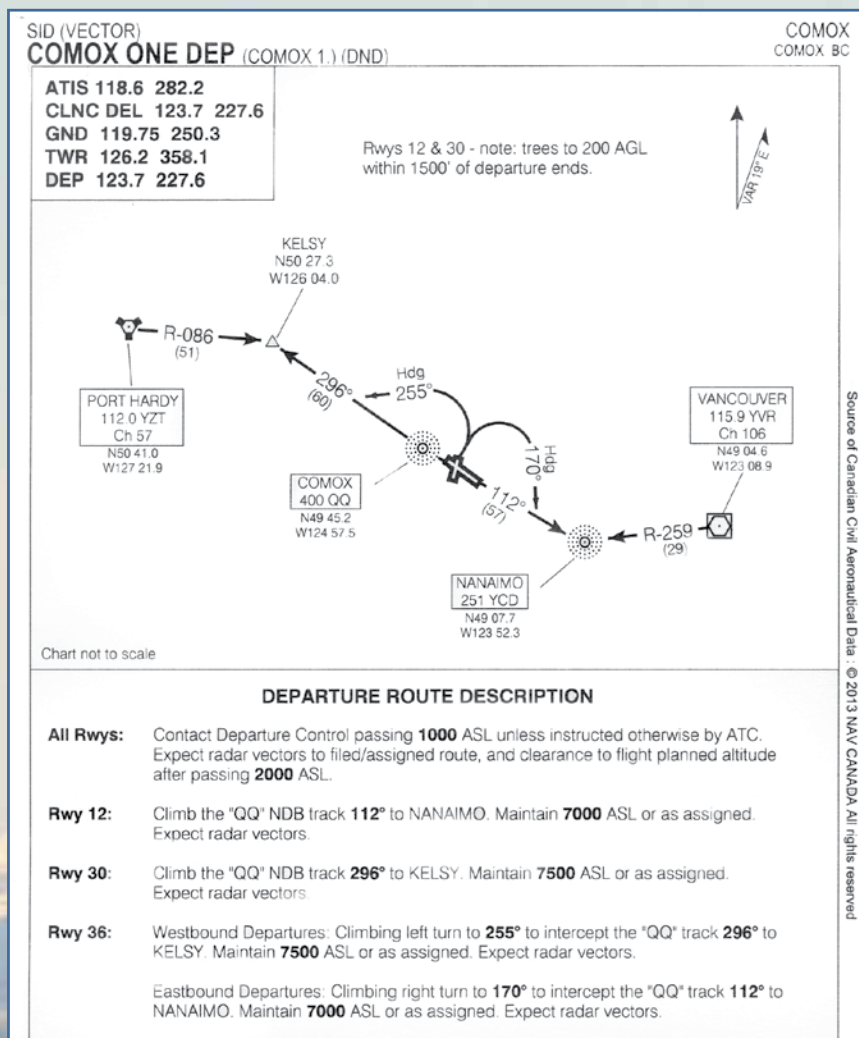 SID (VECTOR)
COMOX ONE DEP (COMOX 1.) (DND)
COMOX
COMOX BC
ATIS 118.6 282.2
CLNC DEL 123.7 227.6
GND 119.75 250.3
TWR 126.2 358.1
DEP 123.7 227.6
Rwys 12 & 30 - note: trees to 200 AGL
within 1500' of departure ends.
VAR 19° E
KELSY
N50 27.3
W126 04.0
R-086
(51)
296°
(60)
Hdg
255°
PORT HARDY
112.0 YZT
Ch 57
N50 41.0
W127 21.9
Hdg
170°
VANCOUVER
115.9 YVR
Ch 106
N49 04.6
W123 08.9
COMOX
400 QQ
N49 45.2
W124 57.5
112°
(57)
R-259
(29)
NANAIMO
251 YCD
N49 07.7
W123 52.3
Chart not to scale
DEPARTURE ROUTE DESCRIPTION
All Rwys: Contact Departure Control passing 1000 ASL unless instructed otherwise by ATC.
Expect radar vectors to filed/assigned route, and clearance to flight planned altitude
after passing 2000 ASL.
Rwy 12: Climb the "QQ" NDB track 112° to NANAIMO. Maintain 7000 ASL or as assigned.
Expect radar vectors.
Rwy 30: Climb the "QQ" NDB track 296° to KELSY. Maintain 7500 ASL or as assigned.
Expect radar vectors.
Rwy 36: Westbound Departures: Climbing left turn to 255° to intercept the "QQ" track 296° to
KELSY. Maintain 7500 ASL or as assigned. Expect radar vectors.
Eastbound Departures: Climbing right turn to 170° to intercept the "QQ" track 112° to
NANAIMO. Maintain 7000 ASL or as assigned. Expect radar vectors.
Source of Canadian Civil Aeronautical Data : © 2013 NAV CANADA All rights reserved